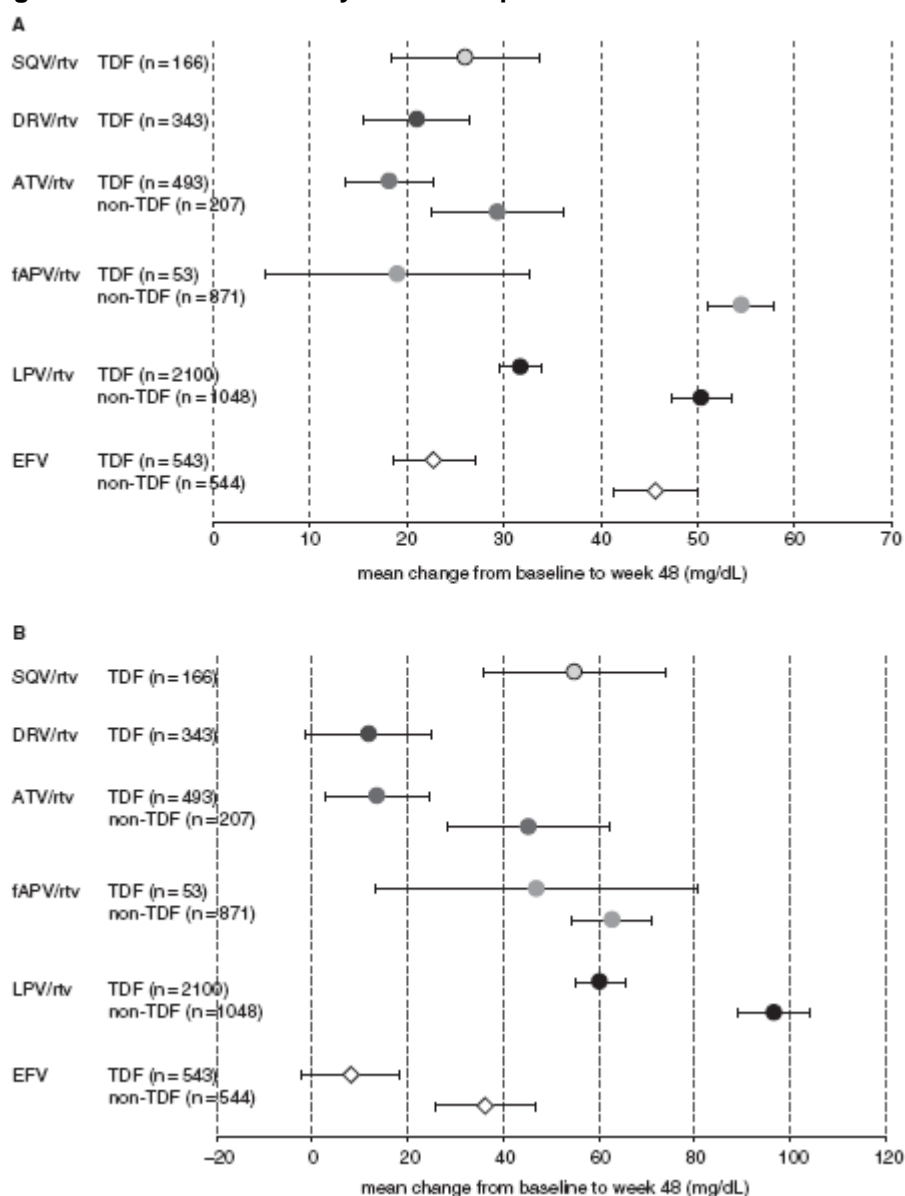 A
SQV/rtv TDF (n=166)
DRV/rtv TDF (n=343)
ATV/rtv TDF (n=493)
non-TDF (n=207)
fAPV/rtv TDF (n=53)
non-TDF (n=871)
LPV/rtv TDF (n=2100)
non-TDF (n=1048)
EFV TDF (n=543)
non-TDF (n=544)
0 10 20 30 40 50 60 70
mean change from baseline to week 48 (mg/dL)
B
SQV/rtv TDF (n=166)
DRV/rtv TDF (n=343)
ATV/rtv TDF (n=493)
non-TDF (n=207)
fAPV/rtv TDF (n=53)
non-TDF (n=871)
LPV/rtv TDF (n=2100)
non-TDF (n=1048)
EFV TDF (n=543)
non-TDF (n=544)
–20 0 20 40 60 80 100 120
mean change from baseline to week 48 (mg/dL)